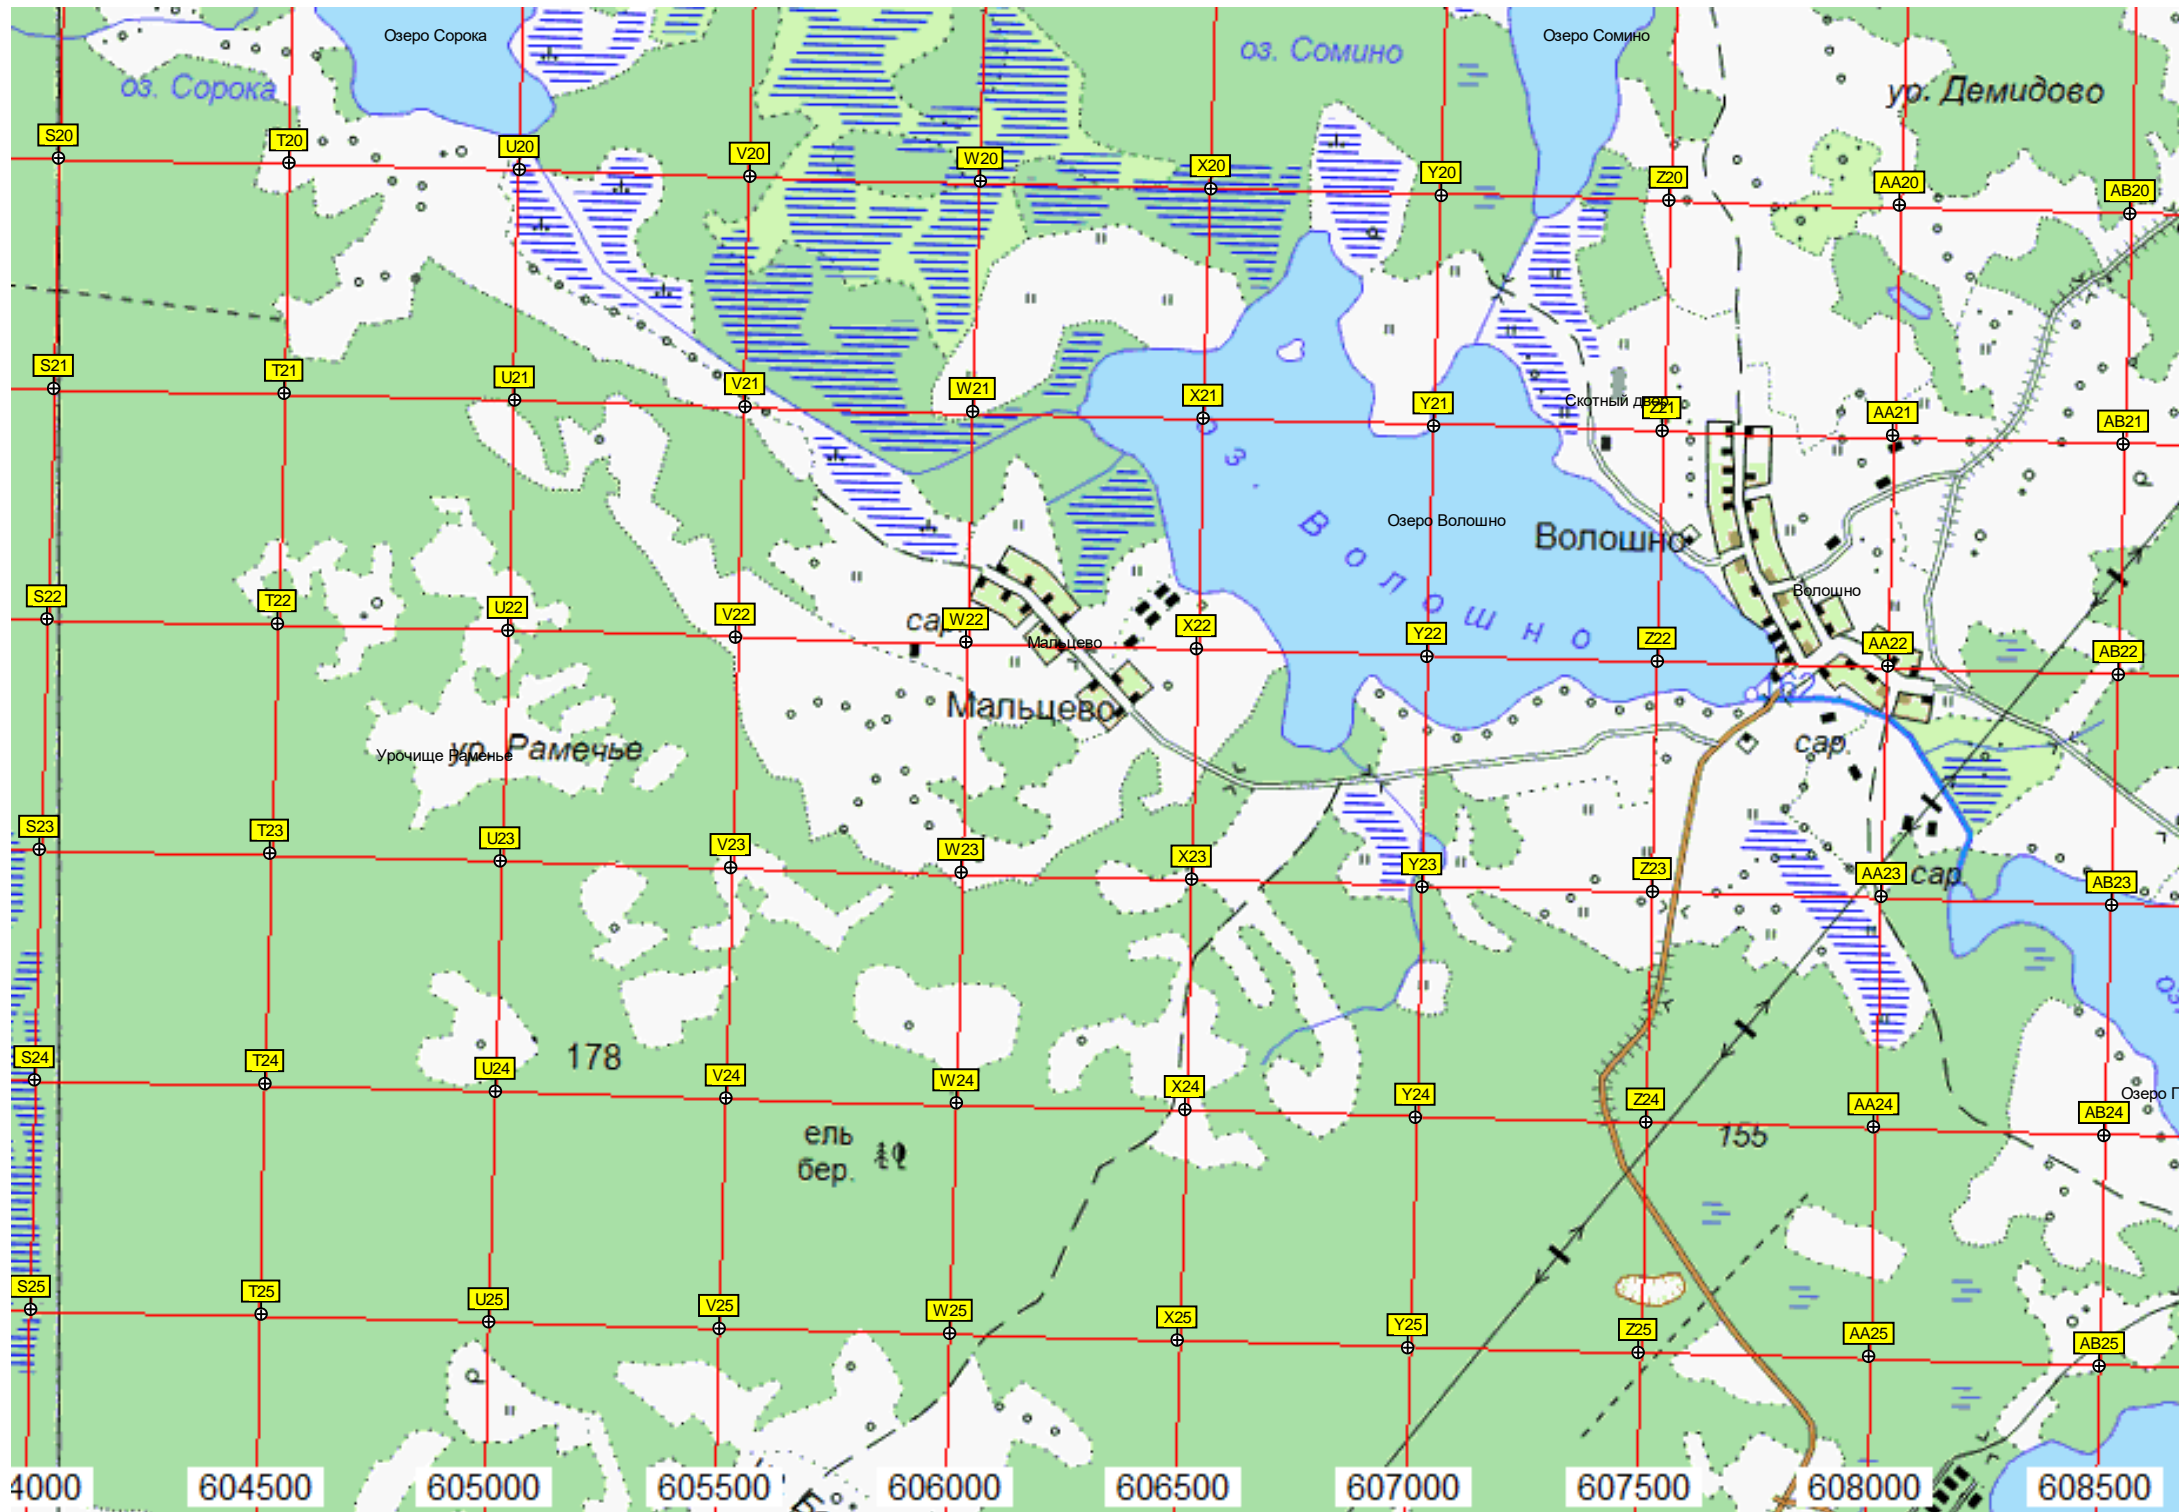 Озеро Сорока
Озеро Сомино
оз. Сорока
оз. Сомино
ур. Демидово
S20
T20
U20
V20
W20
X20
Y20
Z20
AA20
AB20
S21
T21
U21
V21
W21
X21
Y21
Скотный двор
Z21
AA21
AB21
оз. Волошно
Озеро Волошно
Волошно
Волошно
S22
T22
U22
V22
сар.
W22
Мальцево
X22
Y22
Z22
AA22
AB22
Мальцево
сар.
ур. Рамечье
Урочище Раменье
S23
T23
U23
V23
W23
X23
Y23
Z23
AA23
сар.
AB23
оз.
S24
T24
U24
178
V24
W24
X24
Y24
Z24
AA24
AB24
Озеро Г
155
ель
бер.
S25
T25
U25
V25
W25
X25
Y25
Z25
AA25
AB25
4000
604500
605000
605500
606000
606500
607000
607500
608000
608500